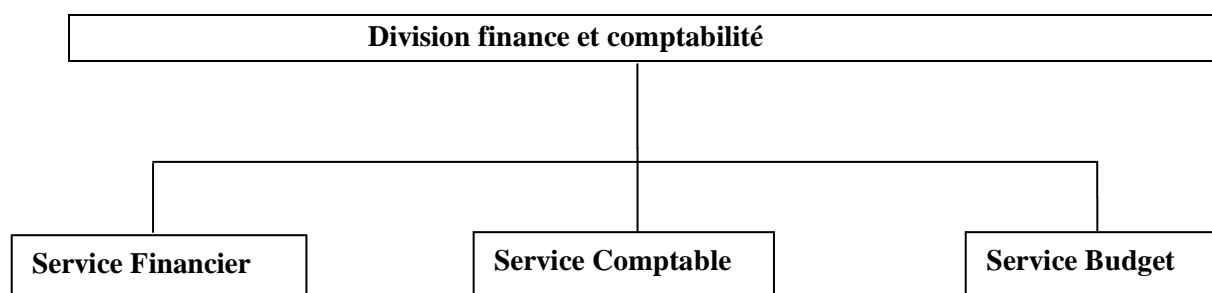 Division finance et comptabilité
Service Financier
Service Comptable
Service Budget